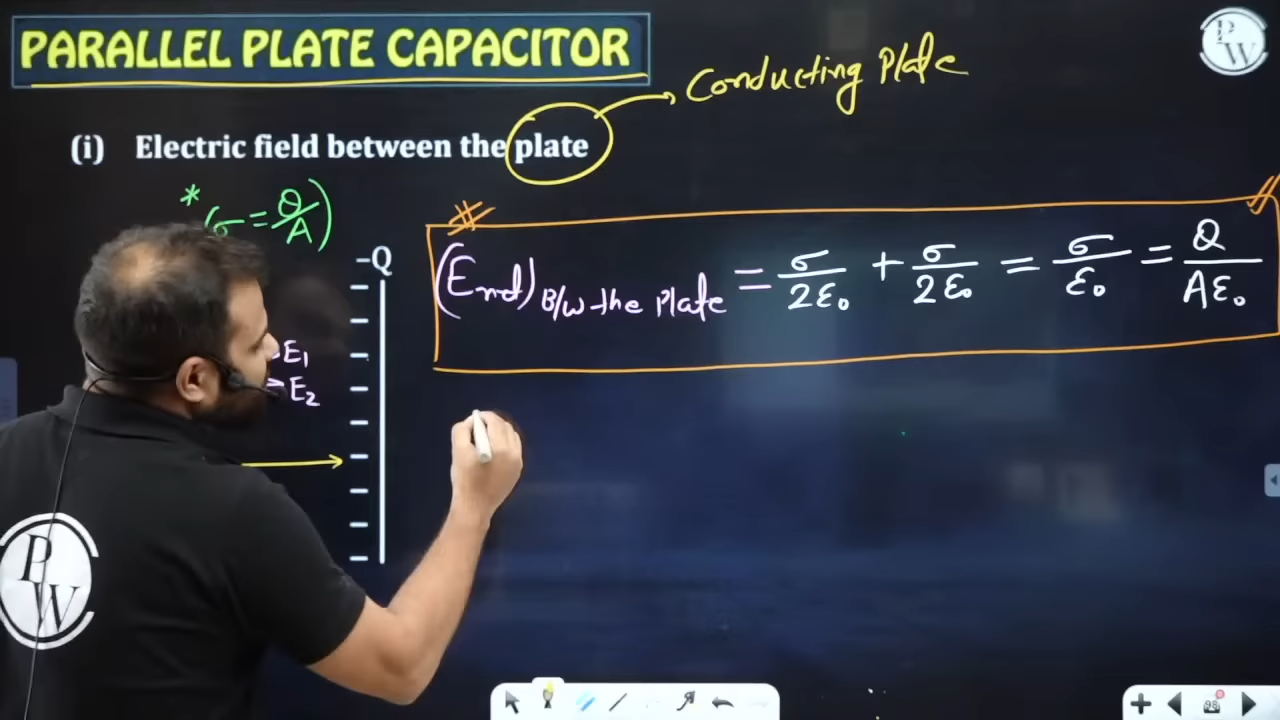 PARALLEL PLATE CAPACITOR
Conducting Plate
P
W
(i) Electric field between the plate
* (σ = Q/A)
-Q
(Enet) B/W the Plate = σ/2ε₀ + σ/2ε₀ = σ/ε₀ = Q/Aε₀
E₁
E₂
P
W
98